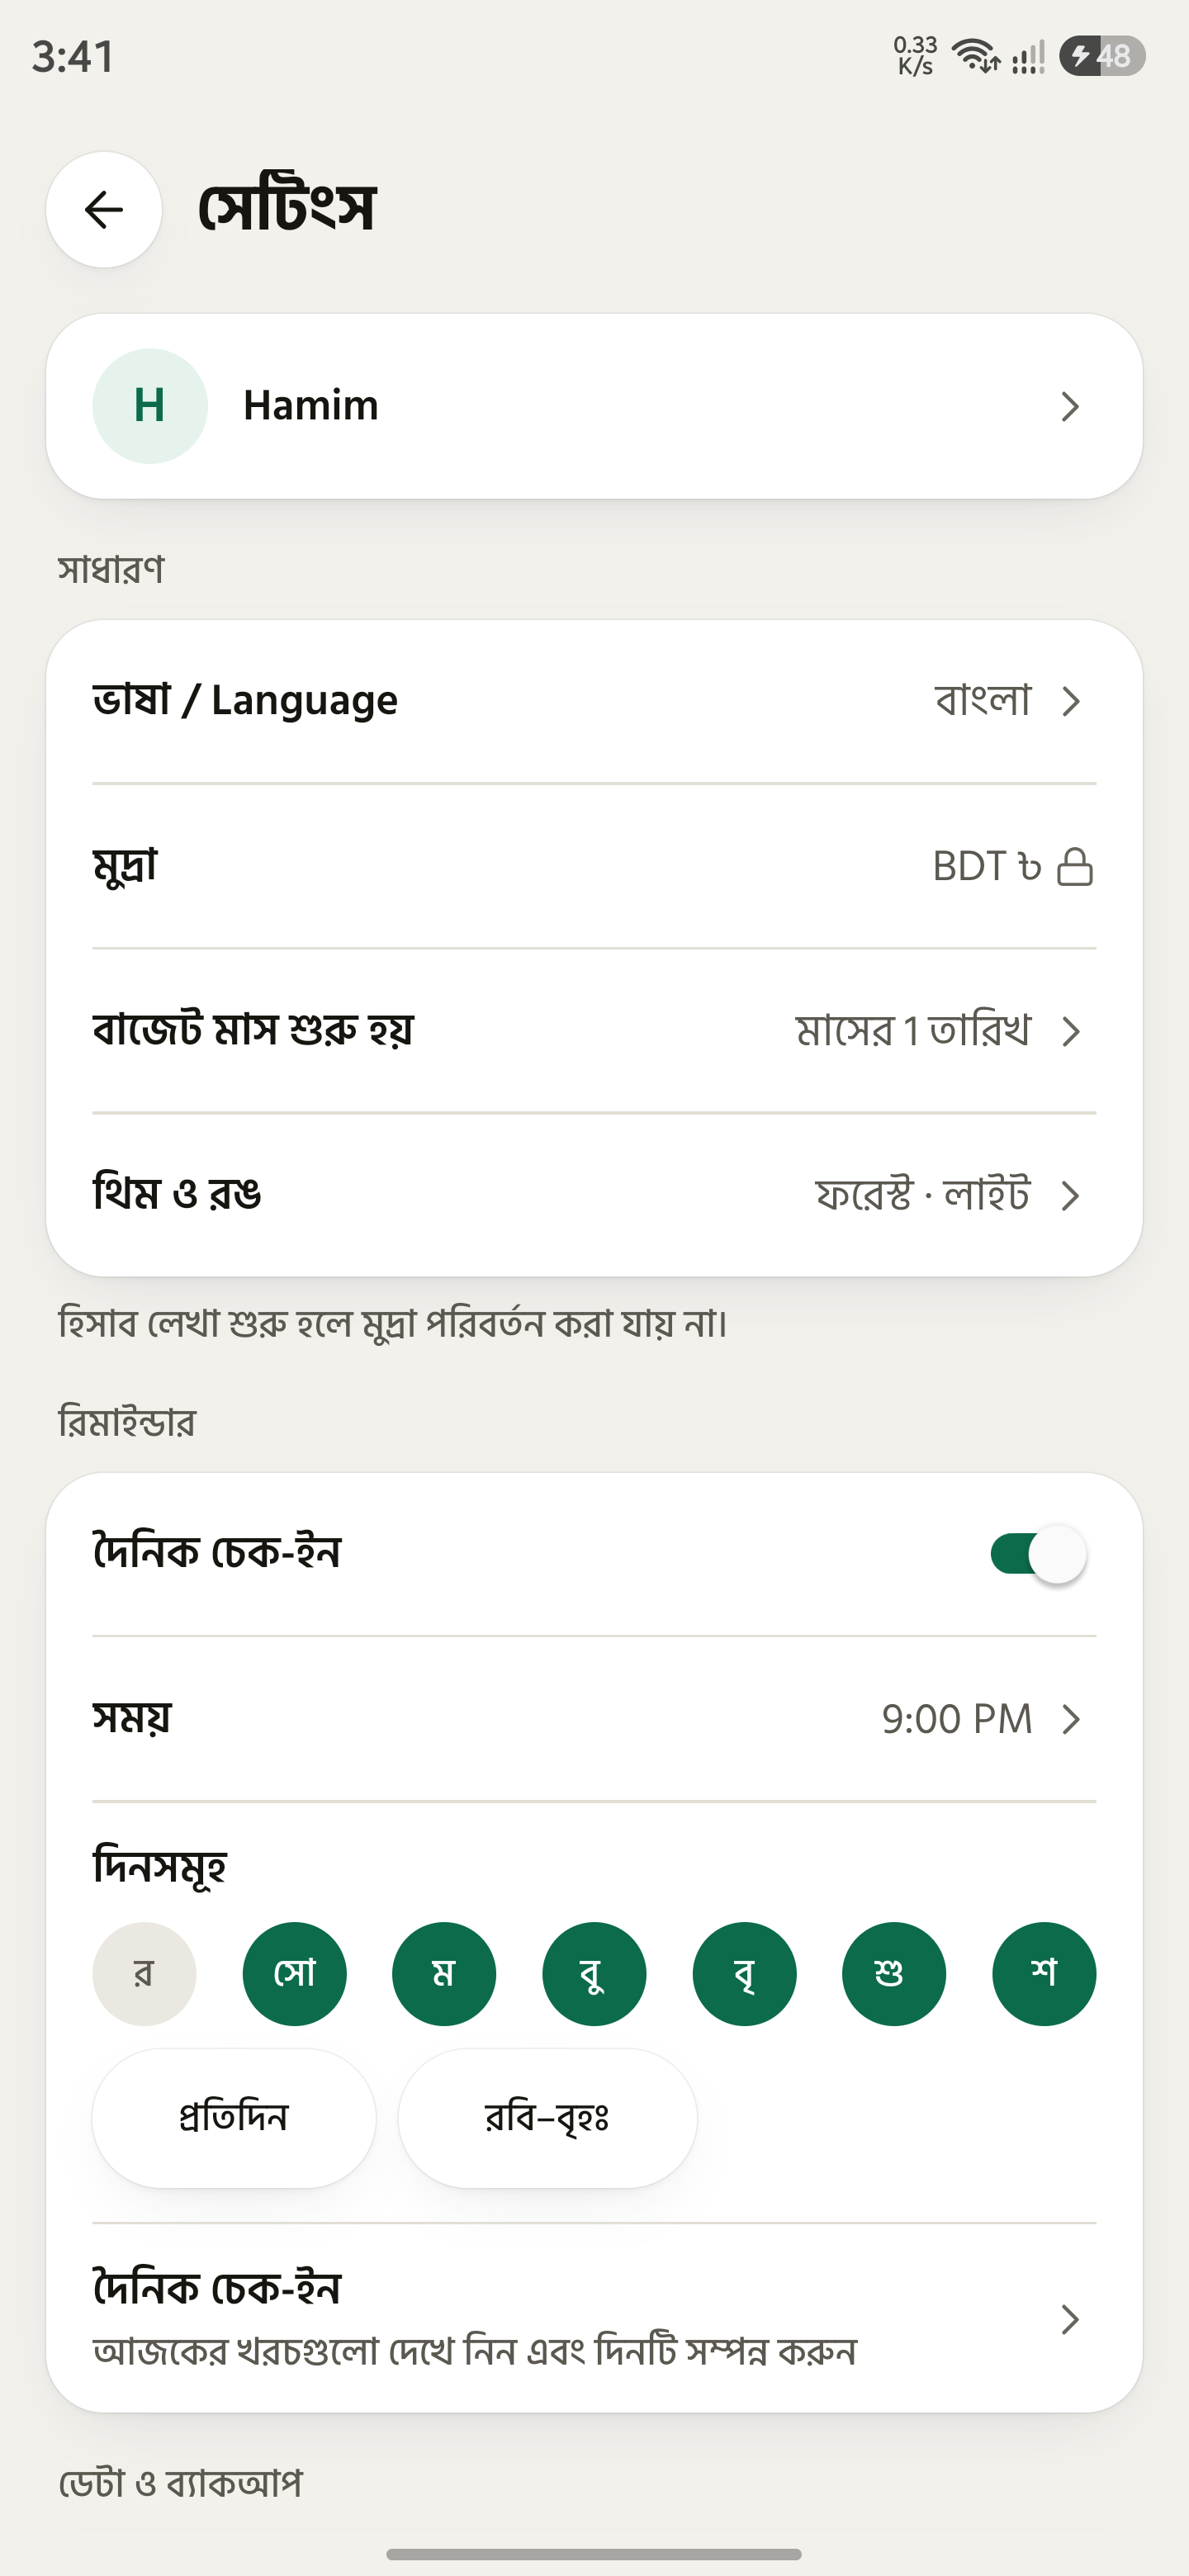 3:41
0.33
K/s
48
সেটিংস
H
Hamim
সাধারণ
ভাষা / Language
বাংলা
মুদ্রা
BDT ৳
বাজেট মাস শুরু হয়
মাসের 1 তারিখ
থিম ও রঙ
ফরেস্ট · লাইট
হিসাব লেখা শুরু হলে মুদ্রা পরিবর্তন করা যায় না।
রিমাইন্ডার
দৈনিক চেক-ইন
সময়
9:00 PM
দিনসমূহ
র সো ম বু বৃ শু শ
প্রতিদিন
রবি–বৃহঃ
দৈনিক চেক-ইন
আজকের খরচগুলো দেখে নিন এবং দিনটি সম্পন্ন করুন
ডেটা ও ব্যাকআপ